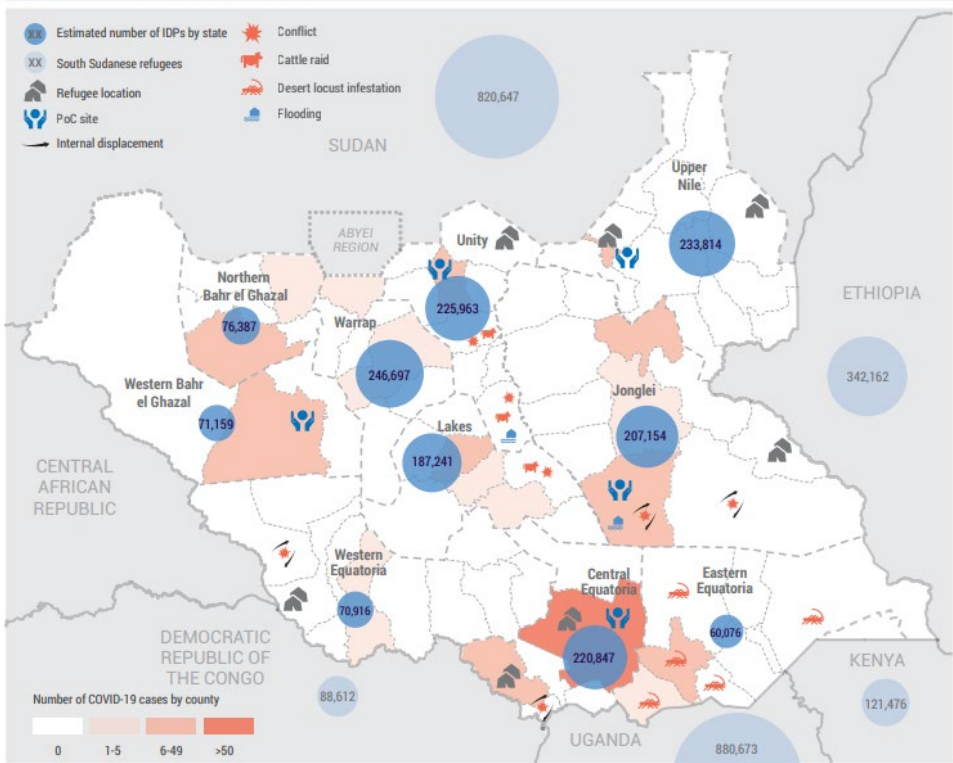 XX Estimated number of IDPs by state
XX South Sudanese refugees
Refugee location
PoC site
Internal displacement
Conflict
Cattle raid
Desert locust infestation
Flooding
820,647
SUDAN
Upper
Nile
233,814
ABYEI
REGION
Unity
225,963
ETHIOPIA
342,162
Northern
Bahr el Ghazal
76,387
Warrap
246,697
Western Bahr
el Ghazal
71,159
Jonglei
207,154
Lakes
187,241
CENTRAL
AFRICAN
REPUBLIC
Western
Equatoria
70,916
Central
Equatoria
220,847
Eastern
Equatoria
60,076
DEMOCRATIC
REPUBLIC OF
THE CONGO
88,612
KENYA
121,476
UGANDA
880,673
Number of COVID-19 cases by county
0 1-5 6-49 >50